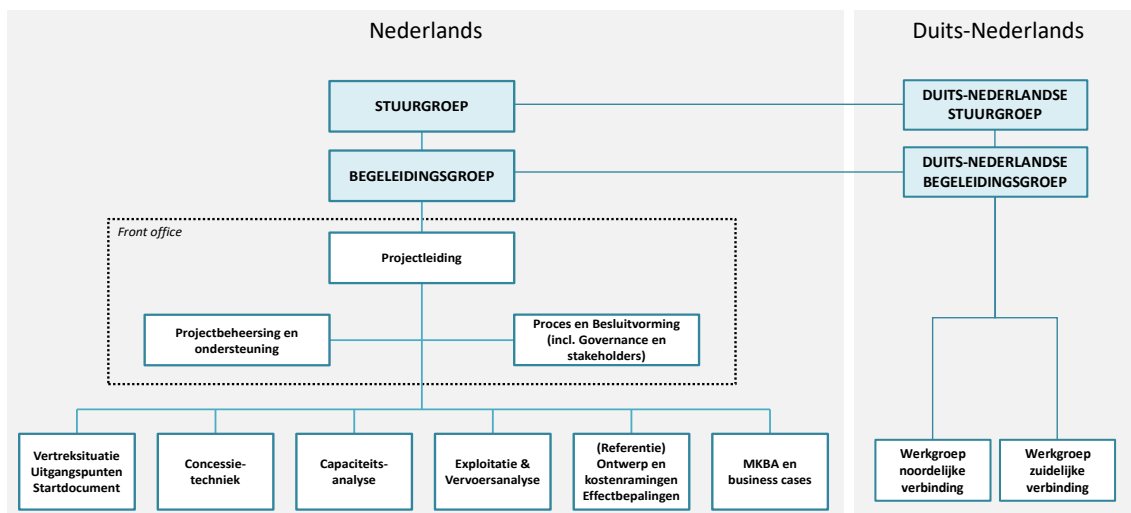 Nederlands
Duits-Nederlands
STUURGROEP
DUITS-NEDERLANDSE
STUURGROEP
BEGELEIDINGSGROEP
DUITS-NEDERLANDSE
BEGELEIDINGSGROEP
Front office
Projectleiding
Projectbeheersing en
ondersteuning
Proces en Besluitvorming
(incl. Governance en
stakeholders)
Vertreksituatie
Uitgangspunten
Startdocument
Concessie-
techniek
Capaciteits-
analyse
Exploitatie &
Vervoersanalyse
(Referentie)
Ontwerp en
kostenramingen
Effectbepalingen
MKBA en
business cases
Werkgroep
noordelijke
verbinding
Werkgroep
zuidelijke
verbinding